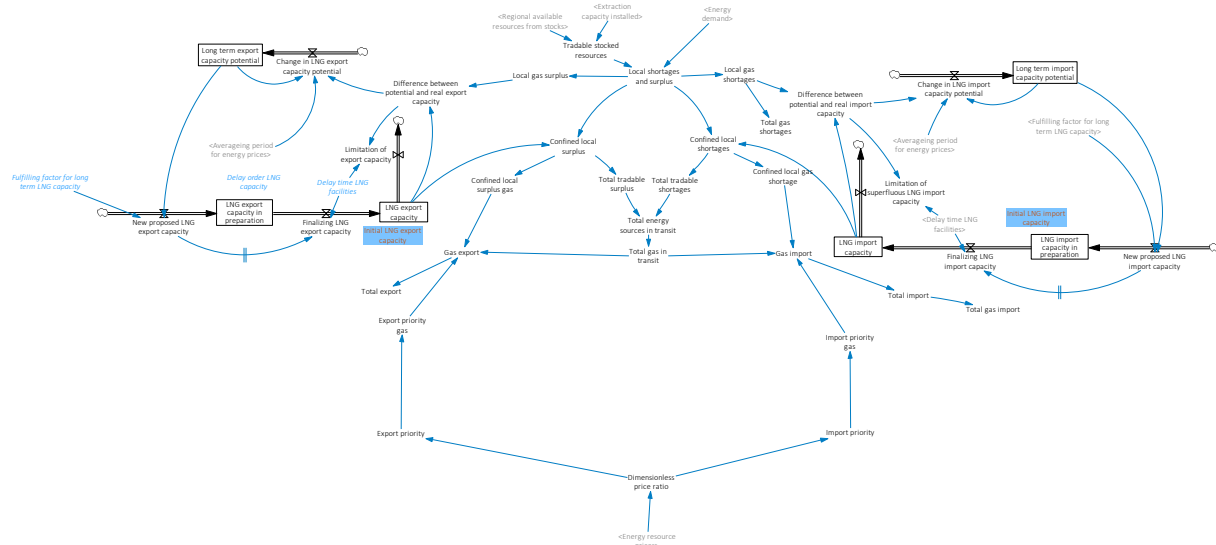 <Regional available
resources from stocks>
<Extraction
capacity installed>
<Energy
demand>
Tradable stocked
resources
Long term export
capacity potential
Change in LNG export
capacity potential
Difference between
potential and real export
capacity
Local gas surplus
Local shortages
and surplus
Local gas
shortages
Total gas
shortages
Difference between
potential and real import
capacity
Change in LNG import
capacity potential
Long term import
capacity potential
<Averageing period
for energy prices>
Limitation of
export capacity
Confined local
surplus
Confined local
shortages
<Averageing period
for energy prices>
<Fulfilling factor for long
term LNG capacity>
Fulfilling factor for long
term LNG capacity
Delay order LNG
capacity
Delay time LNG
facilities
Confined local
surplus gas
Total tradable
surplus
Total tradable
shortages
Confined local gas
shortage
Limitation of
superfluous LNG import
capacity
New proposed LNG
export capacity
LNG export
capacity in
preparation
Finalizing LNG
export capacity
LNG export
capacity
Initial LNG export
capacity
Total energy
sources in transit
<Delay time LNG
facilities>
Initial LNG import
capacity
Gas export
Total gas in
transit
Gas import
LNG import
capacity
Finalizing LNG
import capacity
LNG import
capacity in
preparation
New proposed LNG
import capacity
Total export
Total import
Total gas import
Export priority
gas
Import priority
gas
Export priority
Import priority
Dimensionless
price ratio
<Energy resource